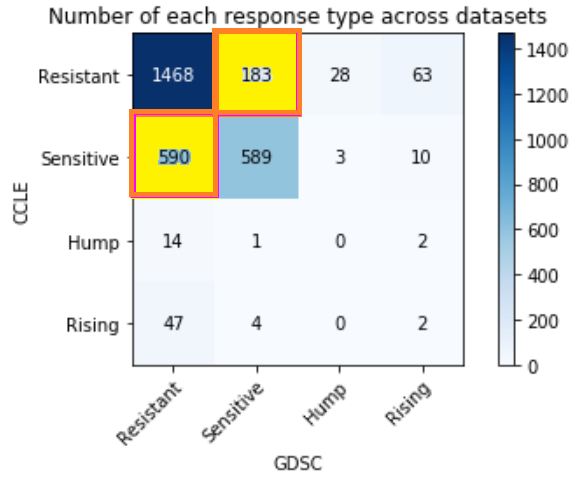 Number of each response type across datasets
Resistant 1468 183 28 63
Sensitive 590 589 3 10
Hump 14 1 0 2
Rising 47 4 0 2
Resistant Sensitive Hump Rising
GDSC
CCLE
1400
1200
1000
800
600
400
200
0